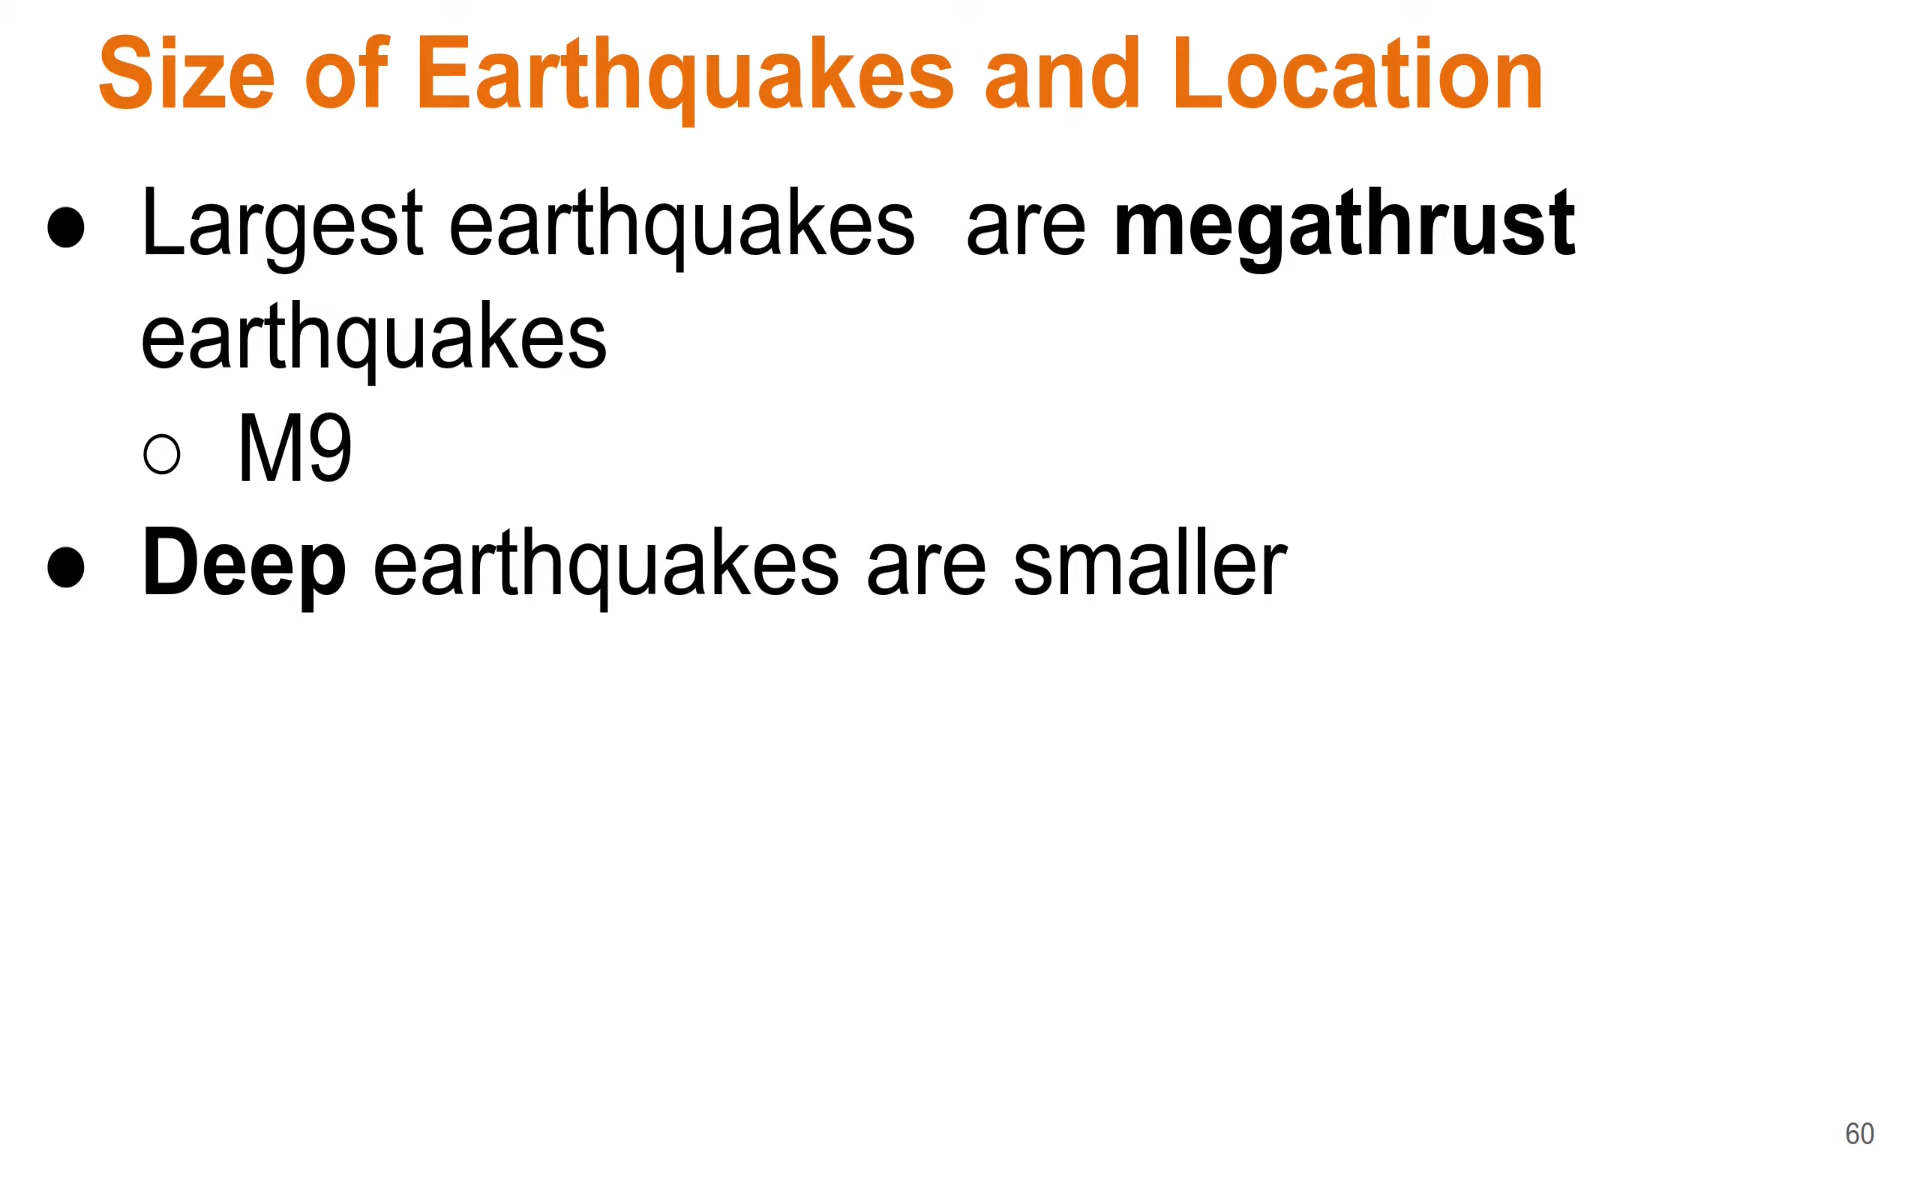 Size of Earthquakes and Location
● Largest earthquakes  are megathrust
earthquakes
○ M9
● Deep earthquakes are smaller
60